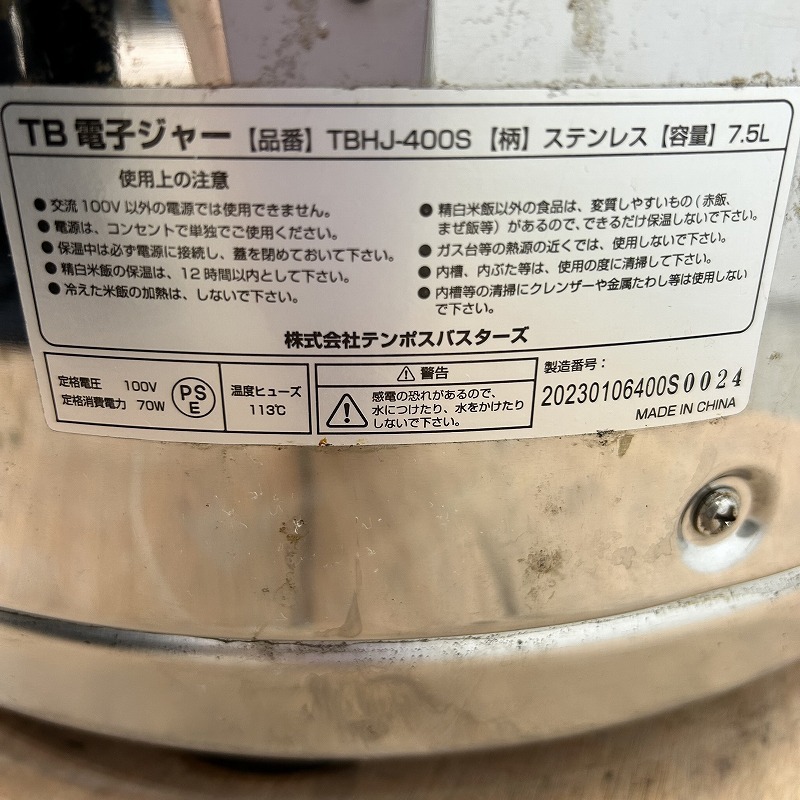 TB 電子ジャー【品番】TBHJ-400S【柄】ステンレス【容量】7.5L
使用上の注意
● 交流100V以外の電源では使用できません。
● 電源は、コンセントで単独でご使用ください。
● 保温中は必ず電源に接続し、蓋を閉めておいて下さい。
● 精白米飯の保温は、12時間以内として下さい。
● 冷えた米飯の加熱は、しないで下さい。
● 精白米飯以外の食品は、変質しやすいもの(赤飯、
まぜ飯等）があるので、できるだけ保温しないで下さい。
● ガス台等の熱源の近くでは、使用しないで下さい。
● 内槽、内ぶた等は、使用の度に清掃して下さい。
● 内槽等の清掃にクレンザーや金属たわし等は使用しない
で下さい。
株式会社テンポスバスターズ
定格電圧 100V
定格消費電力 70W
PS
E
温度ヒューズ
113℃
⚠ 警告
感電の恐れがあるので、
水につけたり、水をかけたり
しないで下さい。
製造番号：
20230106400S0024
MADE IN CHINA